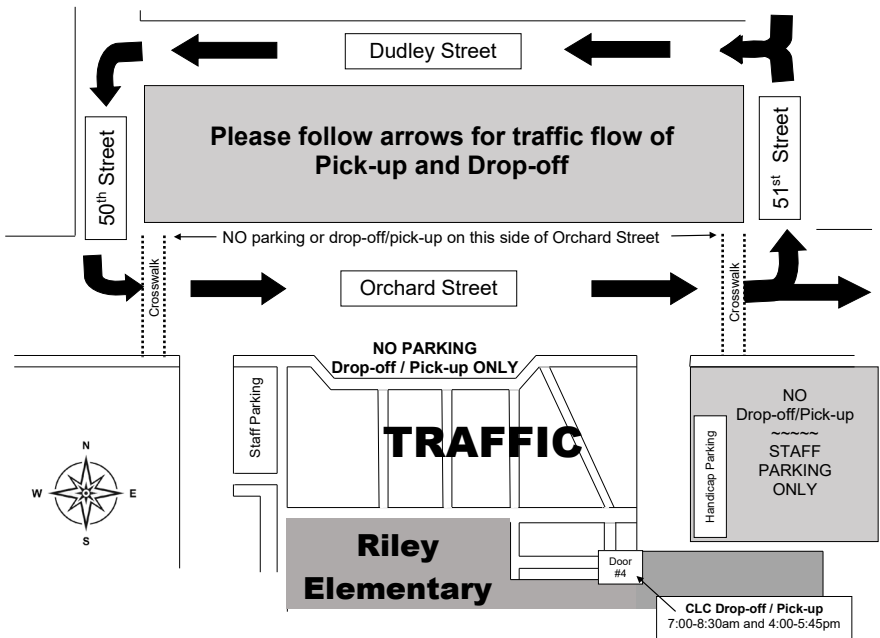 Dudley Street
50th Street
Please follow arrows for traffic flow of
Pick-up and Drop-off
51st Street
NO parking or drop-off/pick-up on this side of Orchard Street
Crosswalk
Orchard Street
Crosswalk
NO PARKING
Drop-off / Pick-up ONLY
Staff Parking
TRAFFIC
Handicap Parking
NO
Drop-off/Pick-up
~~~~~
STAFF
PARKING
ONLY
N
W
E
S
Riley
Elementary
Door
#4
CLC Drop-off / Pick-up
7:00-8:30am and 4:00-5:45pm